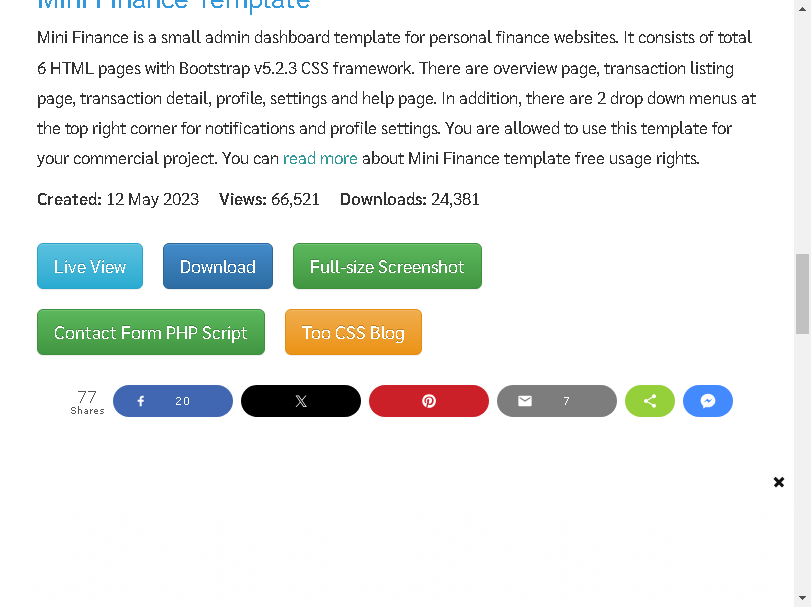 Mini Finance Template
Mini Finance is a small admin dashboard template for personal finance websites. It consists of total
6 HTML pages with Bootstrap v5.2.3 CSS framework. There are overview page, transaction listing
page, transaction detail, profile, settings and help page. In addition, there are 2 drop down menus at
the top right corner for notifications and profile settings. You are allowed to use this template for
your commercial project. You can read more about Mini Finance template free usage rights.
Created: 12 May 2023 Views: 66,521 Downloads: 24,381
Live View Download Full-size Screenshot
Contact Form PHP Script Too CSS Blog
77 20 7
Shares